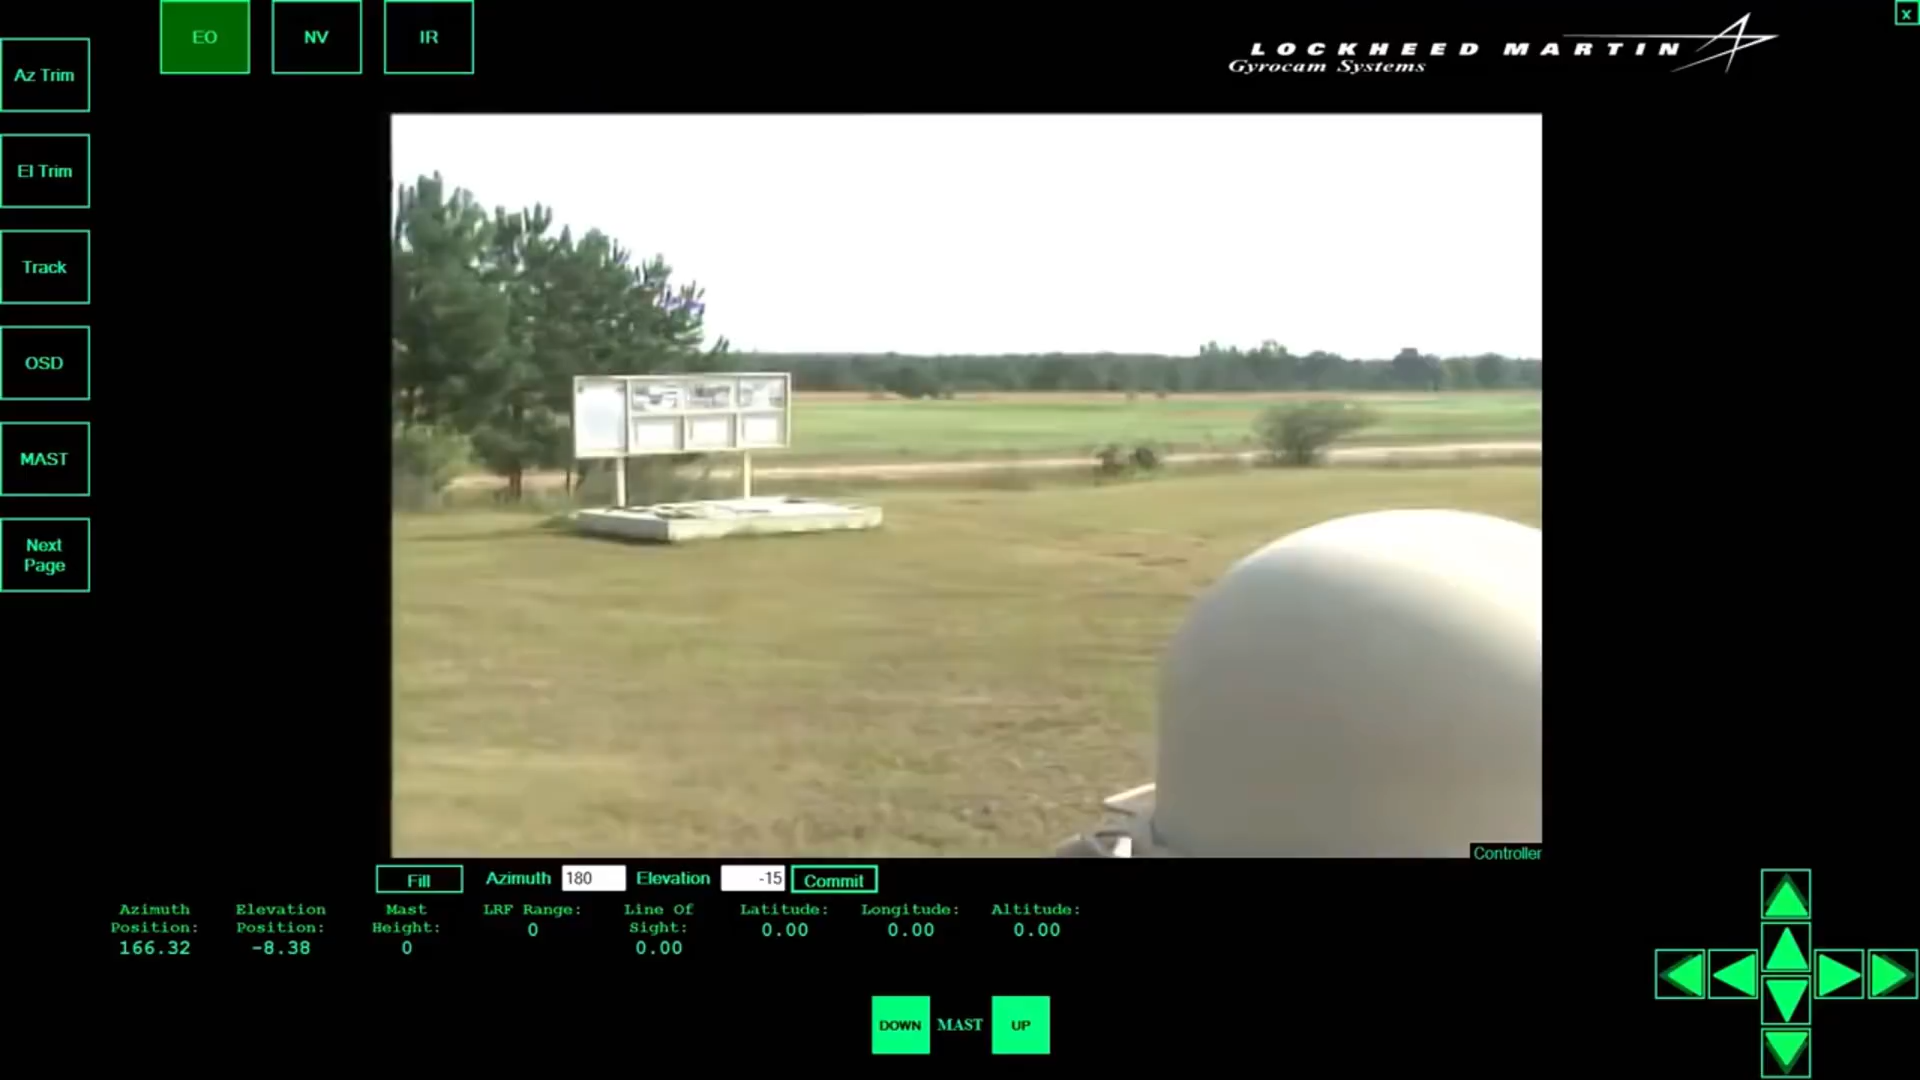 EO
NV
IR
x
LOCKHEED MARTIN
Gyrocam Systems
Az Trim
El Trim
Track
OSD
MAST
Next
Page
Controller
Fill
Azimuth 180
Elevation -15
Commit
Azimuth
Position:
166.32
Elevation
Position:
-8.38
Mast
Height:
0
LRF Range:
0
Line Of
Sight:
0.00
Latitude:
0.00
Longitude:
0.00
Altitude:
0.00
DOWN MAST UP